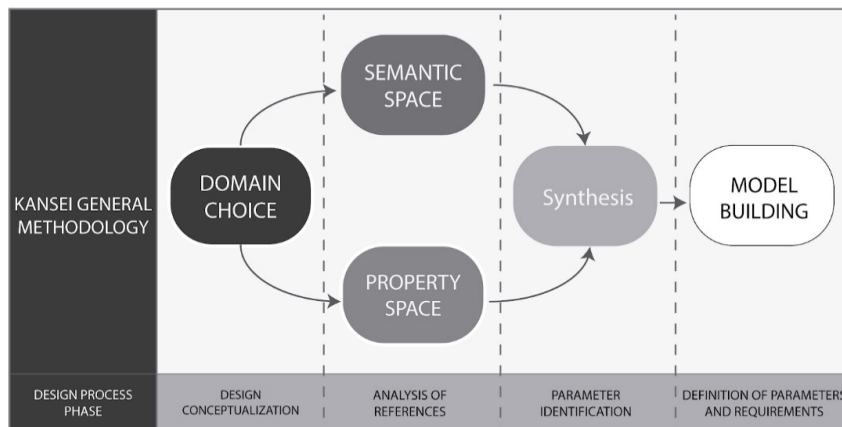 KANSEI GENERAL
METHODOLOGY
DOMAIN
CHOICE
SEMANTIC
SPACE
PROPERTY
SPACE
Synthesis
MODEL
BUILDING
DESIGN PROCESS
PHASE
DESIGN
CONCEPTUALIZATION
ANALYSIS OF
REFERENCES
PARAMETER
IDENTIFICATION
DEFINITION OF PARAMETERS
AND REQUIREMENTS